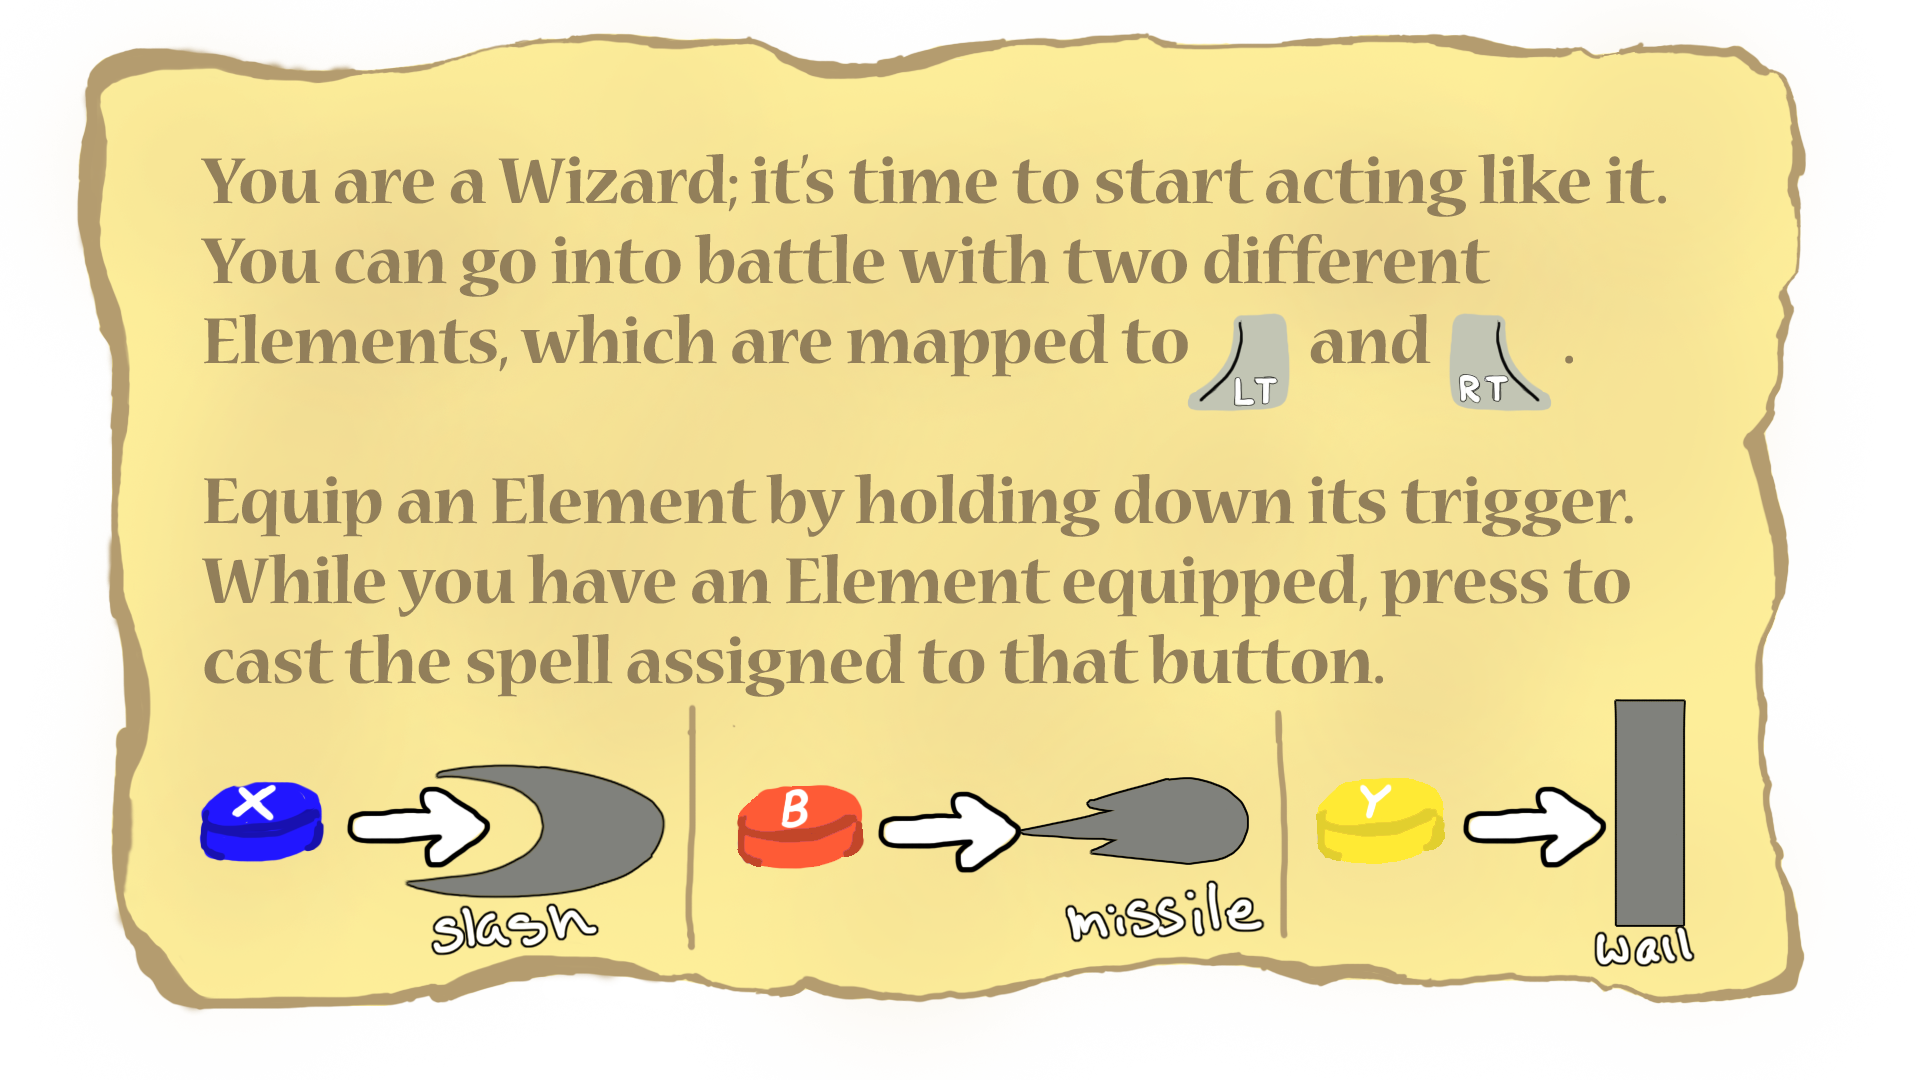 You are a Wizard; it's time to start acting like it.
You can go into battle with two different
Elements, which are mapped to LT and RT .
Equip an Element by holding down its trigger.
While you have an Element equipped, press to
cast the spell assigned to that button.
X B Y
slash missile wall